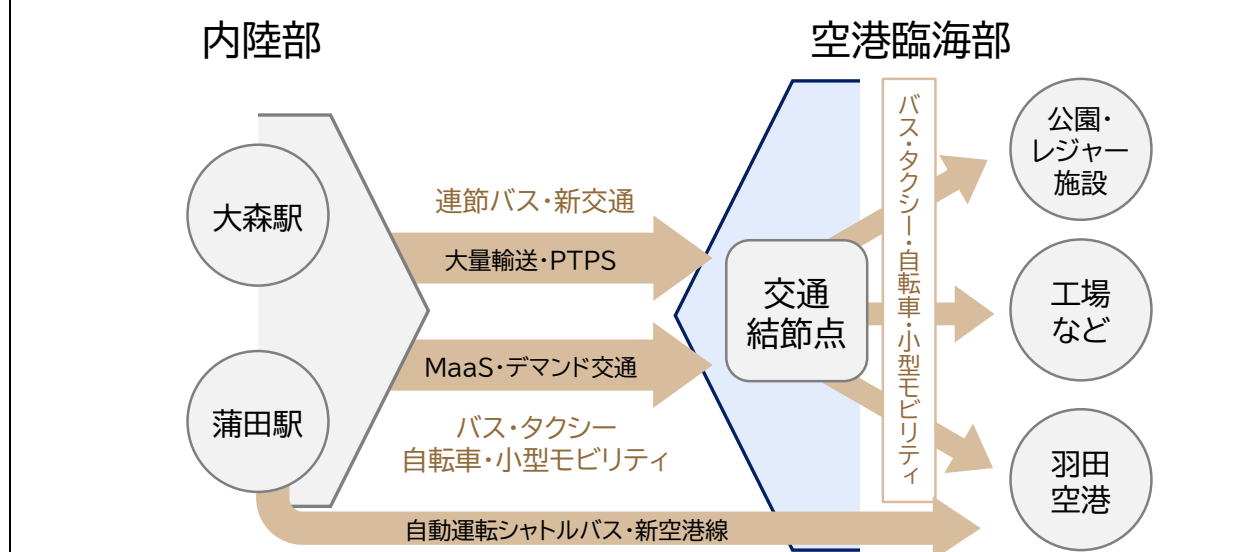 内陸部
空港臨海部
大森駅
蒲田駅
連節バス・新交通
大量輸送・PTPS
MaaS・デマンド交通
バス・タクシー
自転車・小型モビリティ
自動運転シャトルバス・新空港線
交通
結節点
バス・タクシー・自転車・小型モビリティ
公園・
レジャー
施設
工場
など
羽田
空港